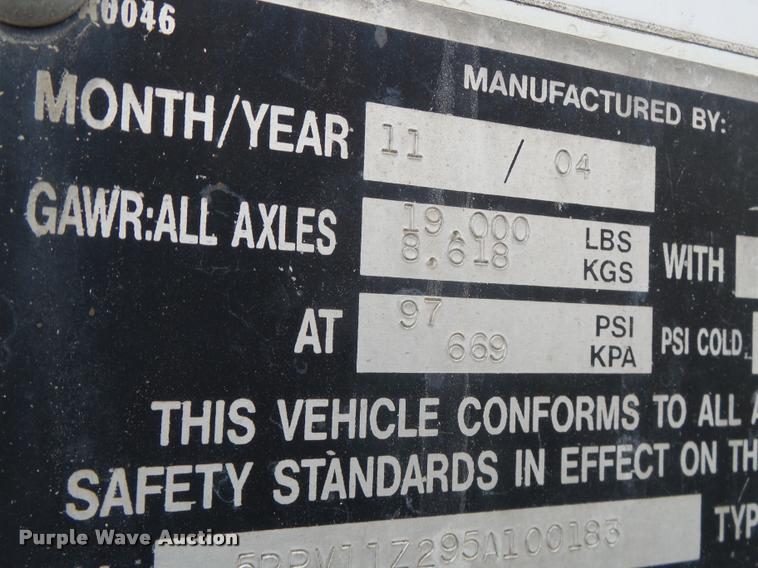 0046
MANUFACTURED BY:
MONTH/YEAR 11 / 04
GAWR:ALL AXLES 19,000 LBS
8,618 KGS WITH
AT 97 PSI
669 KPA PSI COLD.
THIS VEHICLE CONFORMS TO ALL A
SAFETY STANDARDS IN EFFECT ON TH
11Z295A100183 TYP
Purple Wave Auction